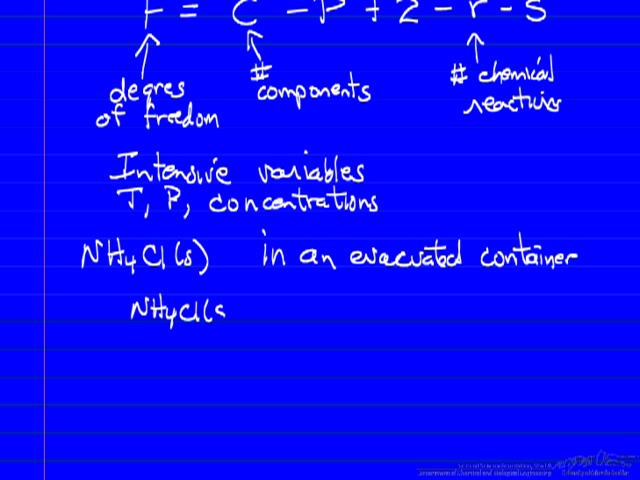 F = C - P + 2 - r - s
degrees of freedom
# components
# chemical reactions
Intensive variables
T, P, concentrations
NH4Cl(s) in an evacuated container
NH4Cl(s